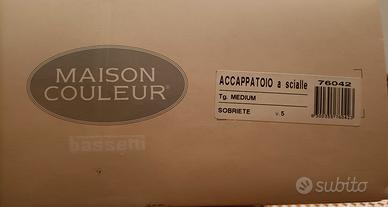 MAISON
COULEUR®
bassetti
ACCAPPATOIO a scialle 76042
Tg. MEDIUM
SOBRIETE v.5
subito